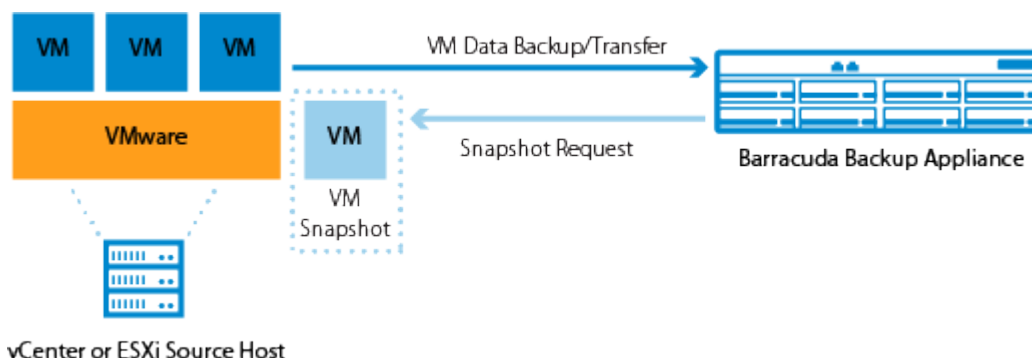 VM
VM
VM
VM Data Backup/Transfer
VMware
VM
Snapshot Request
Barracuda Backup Appliance
VM
Snapshot
vCenter or ESXi Source Host